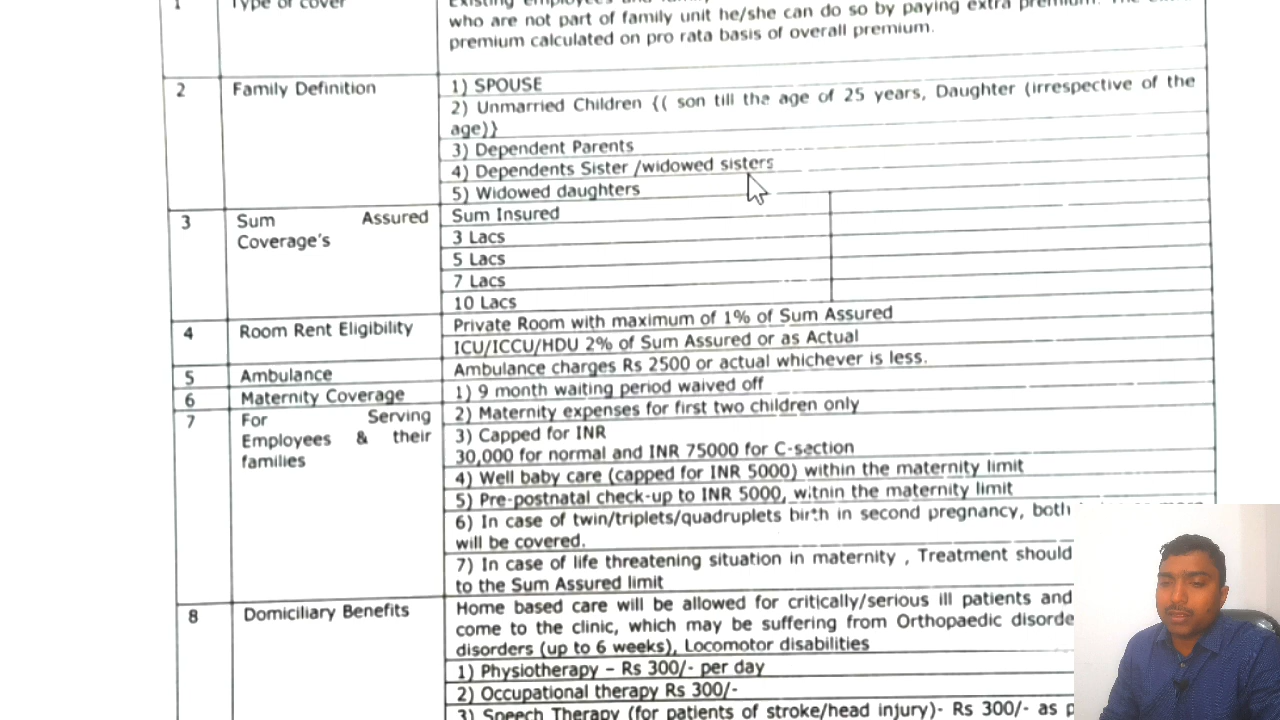 1 Type of cover
who are not part of family unit he/she can do so by paying extra
premium calculated on pro rata basis of overall premium.
2 Family Definition 1) SPOUSE
2) Unmarried Children {( son till the age of 25 years, Daughter (irrespective of the
age)}
3) Dependent Parents
4) Dependents Sister /widowed sisters
5) Widowed daughters
3 Sum Assured Sum Insured
Coverage's 3 Lacs
5 Lacs
7 Lacs
10 Lacs
4 Room Rent Eligibility Private Room with maximum of 1% of Sum Assured
ICU/ICCU/HDU 2% of Sum Assured or as Actual
5 Ambulance Ambulance charges Rs 2500 or actual whichever is less.
6 Maternity Coverage 1) 9 month waiting period waived off
7 For Serving 2) Maternity expenses for first two children only
Employees & their 3) Capped for INR
families 30,000 for normal and INR 75000 for C-section
4) Well baby care (capped for INR 5000) within the maternity limit
5) Pre-postnatal check-up to INR 5000, within the maternity limit
6) In case of twin/triplets/quadruplets birth in second pregnancy, both
will be covered.
7) In case of life threatening situation in maternity , Treatment should
to the Sum Assured limit
8 Domiciliary Benefits Home based care will be allowed for critically/serious ill patients and
come to the clinic, which may be suffering from Orthopaedic
disorders (up to 6 weeks), Locomotor disabilities
1) Physiotherapy – Rs 300/- per day
2) Occupational therapy Rs 300/-
3) Speech Therapy (for patients of stroke/head injury)- Rs 300/- as